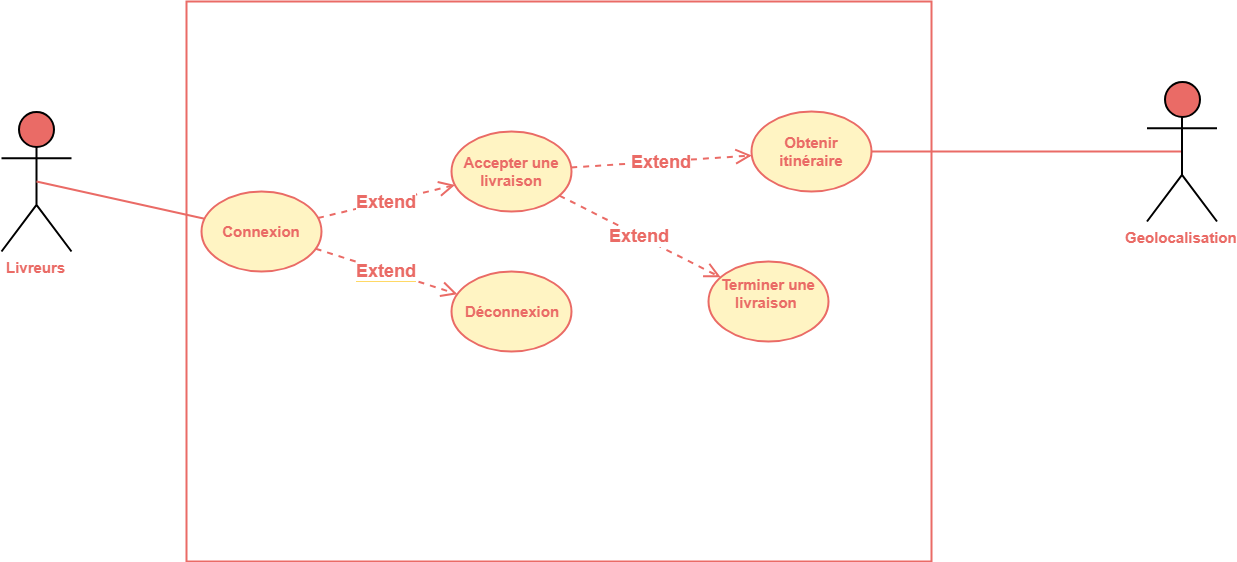 Livreurs
Connexion
Extend
Extend
Accepter une
livraison
Déconnexion
Extend
Extend
Obtenir
itinéraire
Terminer une
livraison
Geolocalisation